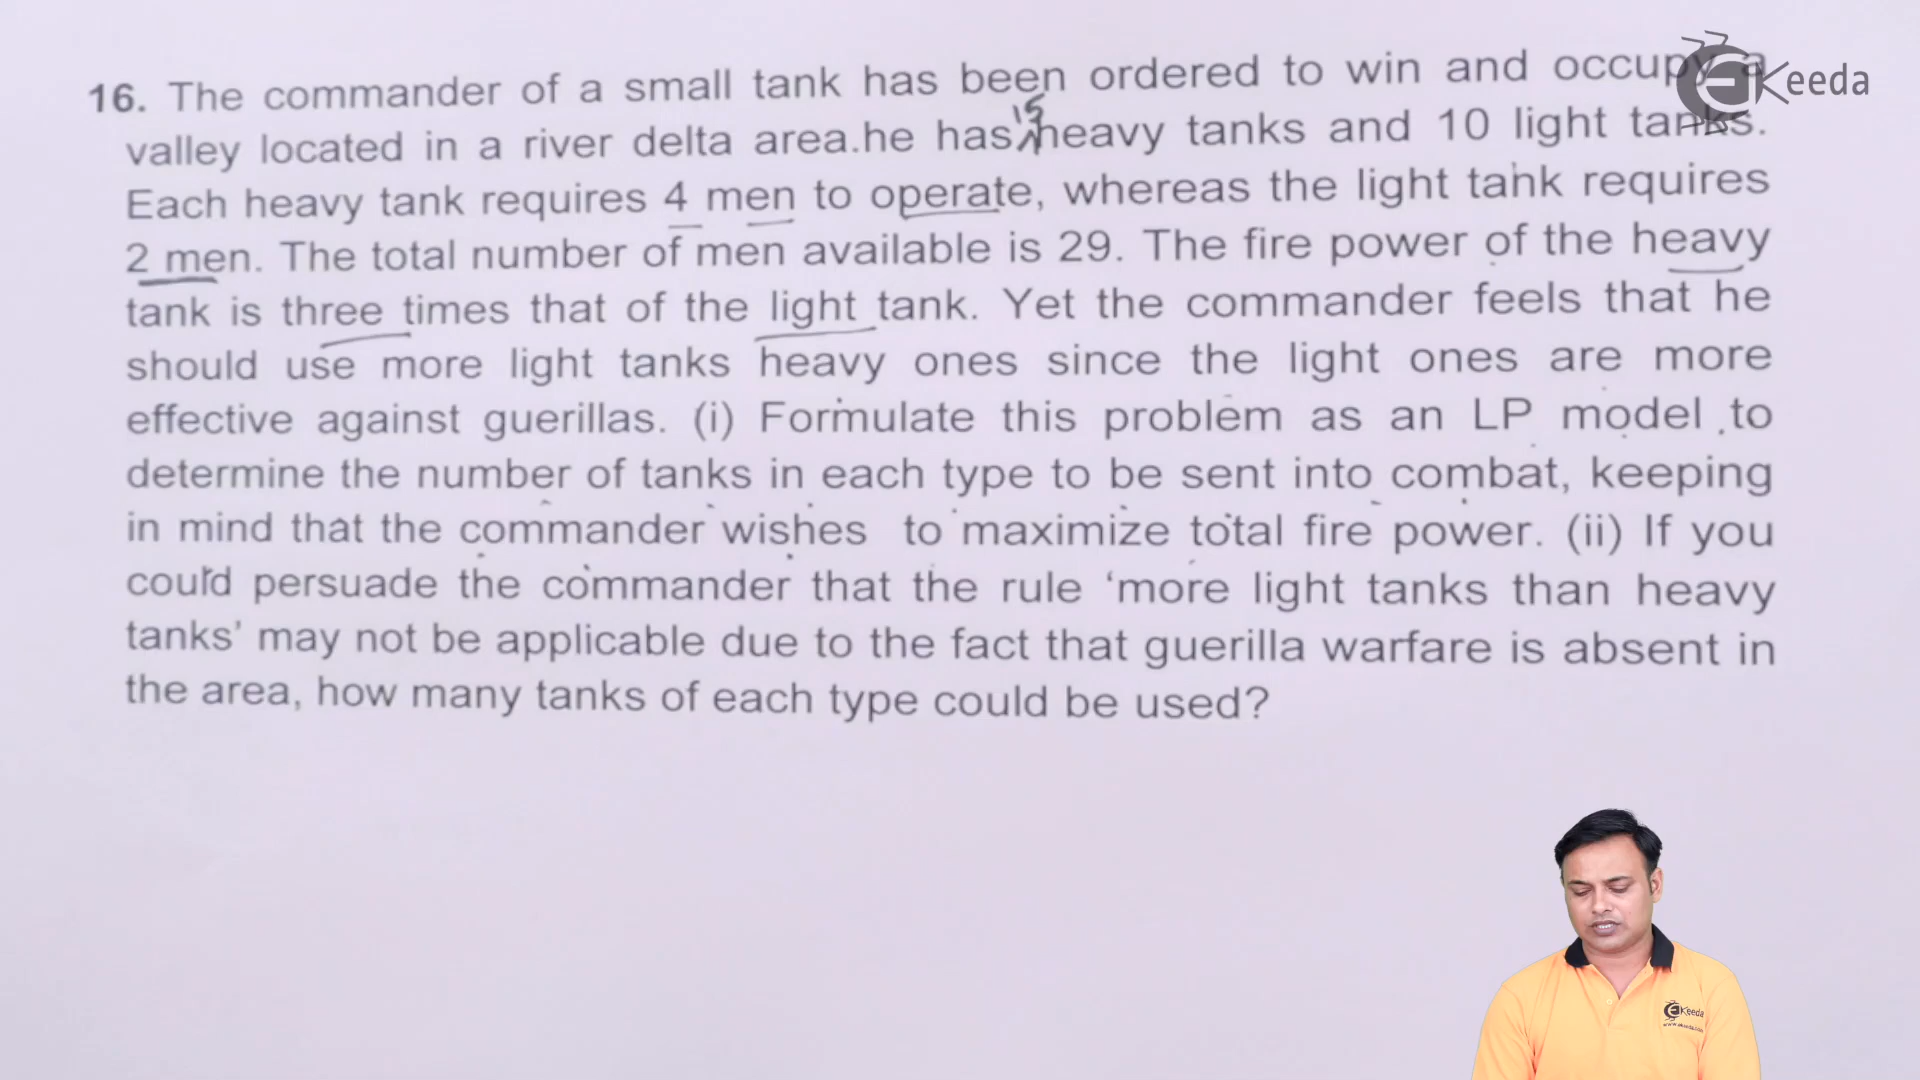 16. The commander of a small tank has been ordered to win and occupy a
valley located in a river delta area.he has 15 heavy tanks and 10 light tanks.
Each heavy tank requires 4 men to operate, whereas the light tank requires
2 men. The total number of men available is 29. The fire power of the heavy
tank is three times that of the light tank. Yet the commander feels that he
should use more light tanks heavy ones since the light ones are more
effective against guerillas. (i) Formulate this problem as an LP model to
determine the number of tanks in each type to be sent into combat, keeping
in mind that the commander wishes to maximize total fire power. (ii) If you
could persuade the commander that the rule ‘more light tanks than heavy
tanks’ may not be applicable due to the fact that guerilla warfare is absent in
the area, how many tanks of each type could be used?
eKeeda
eKeeda